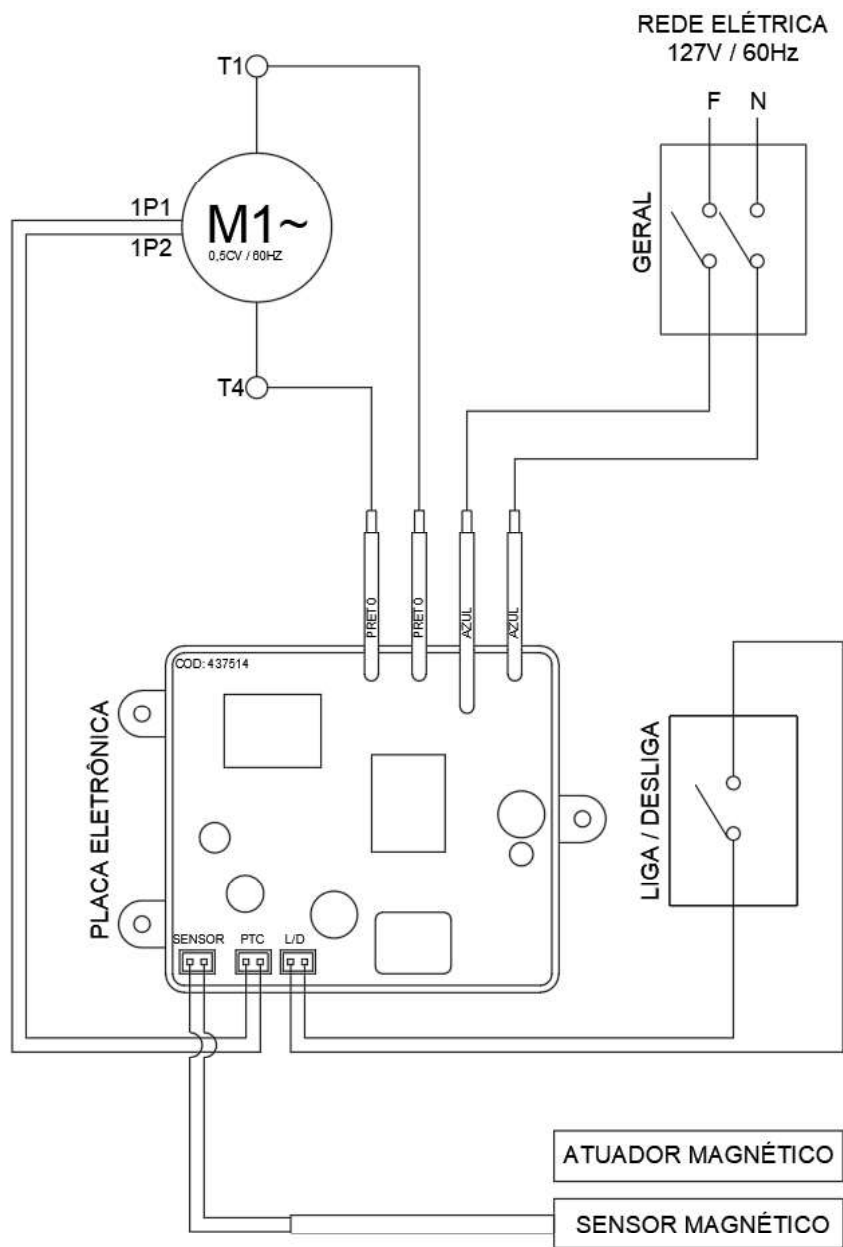 REDE ELÉTRICA
127V / 60Hz
F N
T1
1P1
1P2
M1~
0,5CV / 60HZ
GERAL
T4
PRETO
PRETO
AZUL
AZUL
COD: 437514
PLACA ELETRÔNICA
LIGA / DESLIGA
SENSOR PTC L/D
ATUADOR MAGNÉTICO
SENSOR MAGNÉTICO